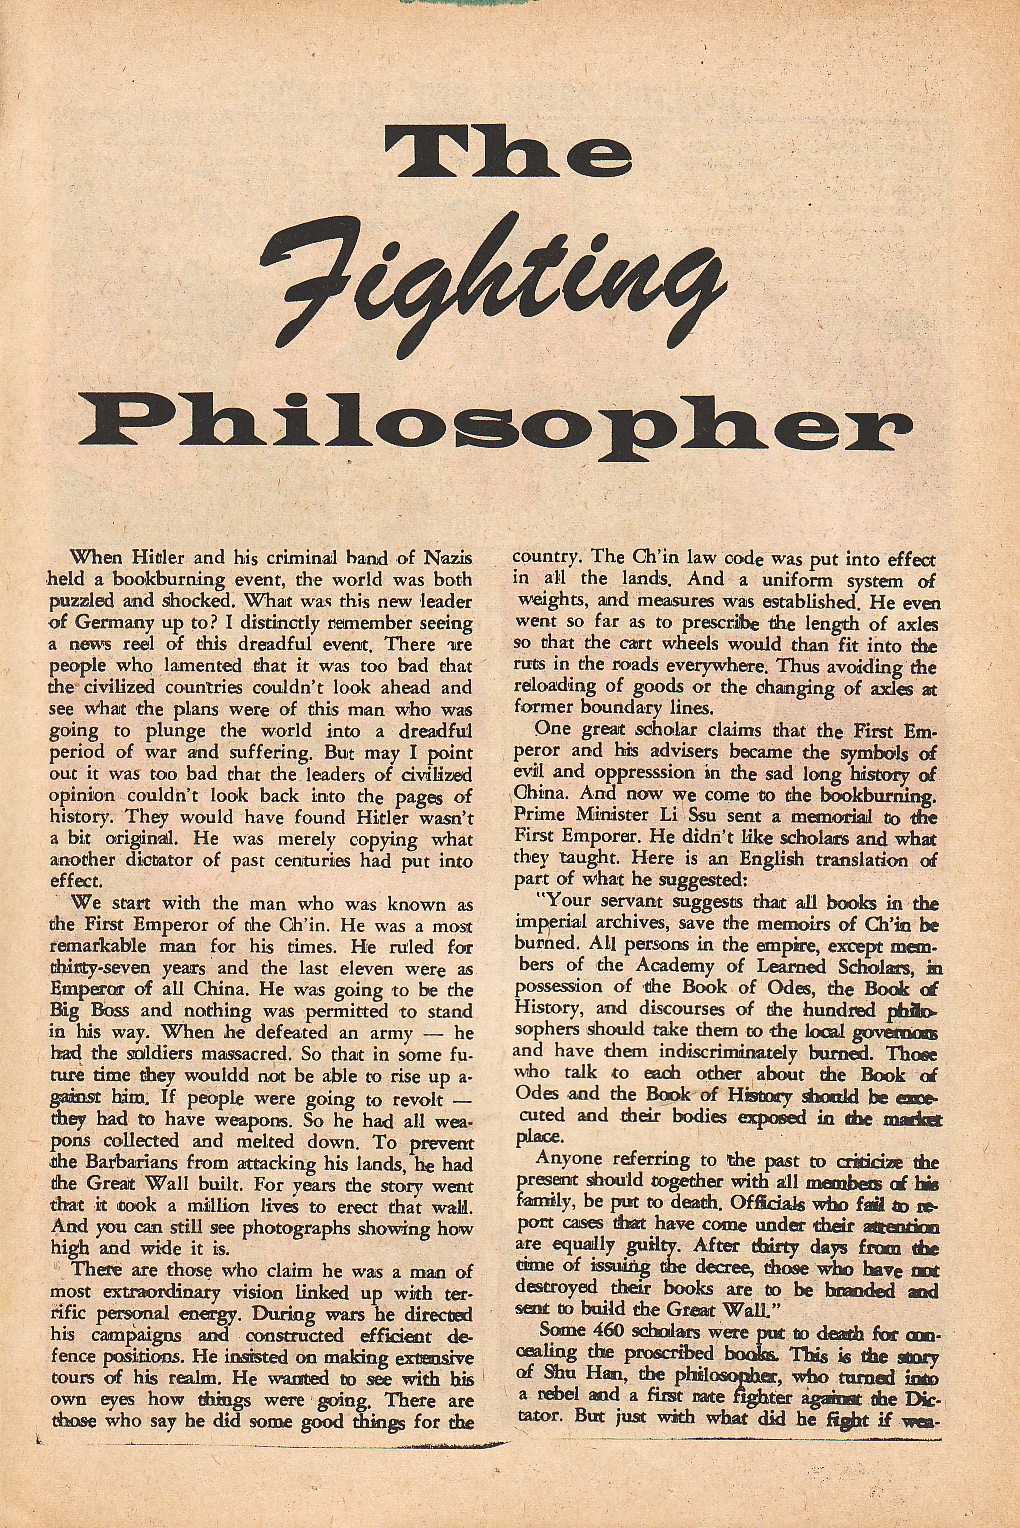 The
Fighting
Philosopher
When Hitler and his criminal band of Nazis
held a bookburning event, the world was both
puzzled and shocked. What was this new leader
of Germany up to? I distinctly remember seeing
a news reel of this dreadful event. There are
people who lamented that it was too bad that
the civilized countries couldn't look ahead and
see what the plans were of this man who was
going to plunge the world into a dreadful
period of war and suffering. But may I point
out it was too bad that the leaders of civilized
opinion couldn't look back into the pages of
history. They would have found Hitler wasn't
a bit original. He was merely copying what
another dictator of past centuries had put into
effect.
We start with the man who was known as
the First Emperor of the Ch'in. He was a most
remarkable man for his times. He ruled for
thirty-seven years and the last eleven were as
Emperor of all China. He was going to be the
Big Boss and nothing was permitted to stand
in his way. When he defeated an army — he
had the soldiers massacred. So that in some fu-
ture time they wouldd not be able to rise up a-
gainst him. If people were going to revolt —
they had to have weapons. So he had all wea-
pons collected and melted down. To prevent
the Barbarians from attacking his lands, he had
the Great Wall built. For years the story went
that it took a million lives to erect that wall.
And you can still see photographs showing how
high and wide it is.
There are those who claim he was a man of
most extraordinary vision linked up with ter-
rific personal energy. During wars he directed
his campaigns and constructed efficient de-
fence positions. He insisted on making extensive
tours of his realm. He wanted to see with his
own eyes how things were going. There are
those who say he did some good things for the
country. The Ch'in law code was put into effect
in all the lands. And a uniform system of
weights, and measures was established. He even
went so far as to prescribe the length of axles
so that the cart wheels would than fit into the
ruts in the roads everywhere. Thus avoiding the
reloading of goods or the changing of axles at
former boundary lines.
One great scholar claims that the First Em-
peror and his advisers became the symbols of
evil and oppresssion in the sad long history of
China. And now we come to the bookburning.
Prime Minister Li Ssu sent a memorial to the
First Emporer. He didn't like scholars and what
they taught. Here is an English translation of
part of what he suggested:
"Your servant suggests that all books in the
imperial archives, save the memoirs of Ch'in be
burned. All persons in the empire, except mem-
bers of the Academy of Learned Scholars, in
possession of the Book of Odes, the Book of
History, and discourses of the hundred philo-
sophers should take them to the local governors
and have them indiscriminately burned. Those
who talk to each other about the Book of
Odes and the Book of History should be exe-
cuted and their bodies exposed in the market
place.
Anyone referring to the past to criticize the
present should together with all members of his
family, be put to death. Officials who fail to re-
port cases that have come under their attention
are equally guilty. After thirty days from the
time of issuing the decree, those who have not
destroyed their books are to be branded and
sent to build the Great Wall."
Some 460 scholars were put to death for con-
cealing the proscribed books. This is the story
of Shu Han, the philosopher, who turned into
a rebel and a first rate fighter against the Dic-
tator. But just with what did he fight if wea-